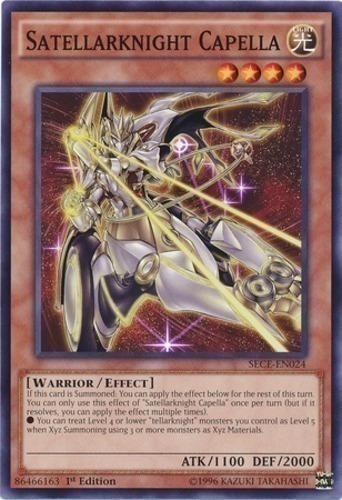 SATELLARKNIGHT CAPELLA
LIGHT
光
SECE-EN024
[WARRIOR / EFFECT]
If this card is Summoned: You can apply the effect below for the rest of this turn.
You can only use this effect of "Satellarknight Capella" once per turn (but if it
resolves, you can apply the effect multiple times).
● You can treat Level 4 or lower "tellarknight" monsters you control as Level 5
when Xyz Summoning using 3 or more monsters as Xyz Materials.
ATK/1100 DEF/2000
86466163 1st Edition ©1996 KAZUKI TAKAHASHI